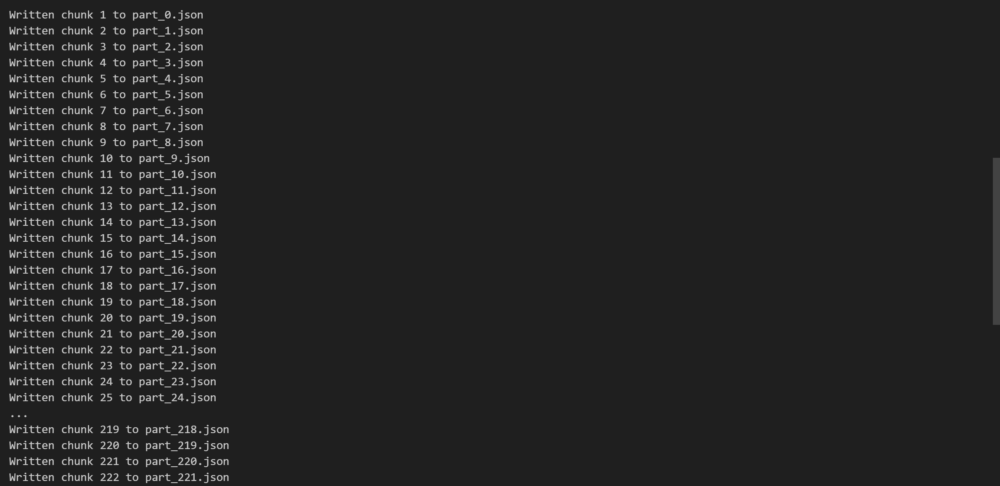 Written chunk 1 to part_0.json
Written chunk 2 to part_1.json
Written chunk 3 to part_2.json
Written chunk 4 to part_3.json
Written chunk 5 to part_4.json
Written chunk 6 to part_5.json
Written chunk 7 to part_6.json
Written chunk 8 to part_7.json
Written chunk 9 to part_8.json
Written chunk 10 to part_9.json
Written chunk 11 to part_10.json
Written chunk 12 to part_11.json
Written chunk 13 to part_12.json
Written chunk 14 to part_13.json
Written chunk 15 to part_14.json
Written chunk 16 to part_15.json
Written chunk 17 to part_16.json
Written chunk 18 to part_17.json
Written chunk 19 to part_18.json
Written chunk 20 to part_19.json
Written chunk 21 to part_20.json
Written chunk 22 to part_21.json
Written chunk 23 to part_22.json
Written chunk 24 to part_23.json
Written chunk 25 to part_24.json
...
Written chunk 219 to part_218.json
Written chunk 220 to part_219.json
Written chunk 221 to part_220.json
Written chunk 222 to part_221.json